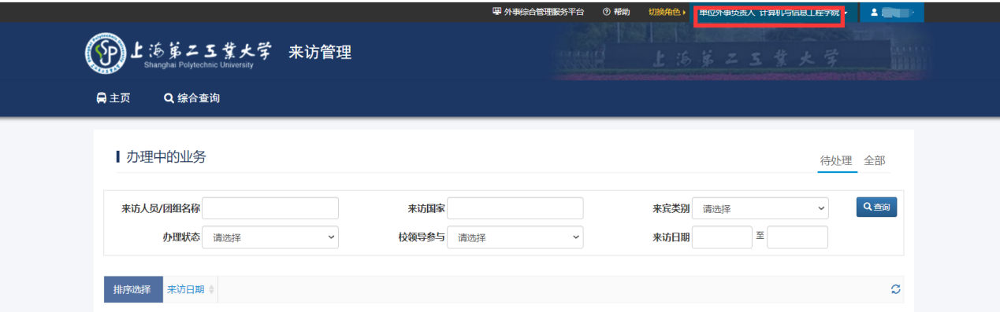 外事综合管理服务平台 帮助 切换角色 单位外事负责人 计算机与信息工程学院
上海第二工业大学 来访管理
Shanghai Polytechnic University
上海第二工业大学
主页 综合查询
办理中的业务
待处理 全部
来访人员/团组名称 来访国家 来宾类别 请选择 查询
办理状态 请选择 校领导参与 请选择 来访日期 至
排序选择 来访日期